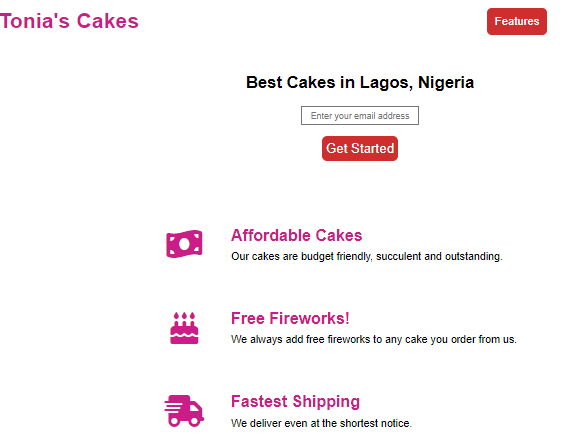 Tonia's Cakes
Features
Best Cakes in Lagos, Nigeria
Enter your email address
Get Started
Affordable Cakes
Our cakes are budget friendly, succulent and outstanding.
Free Fireworks!
We always add free fireworks to any cake you order from us.
Fastest Shipping
We deliver even at the shortest notice.